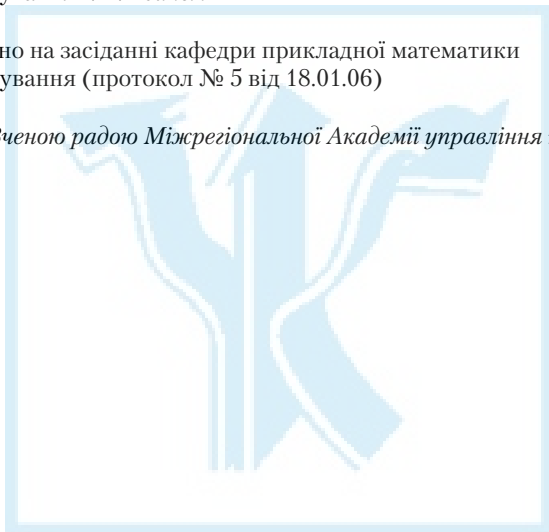 но на засіданні кафедри прикладної математики
ування (протокол № 5 від 18.01.06)
ченою радою Міжрегіональної Академії управління